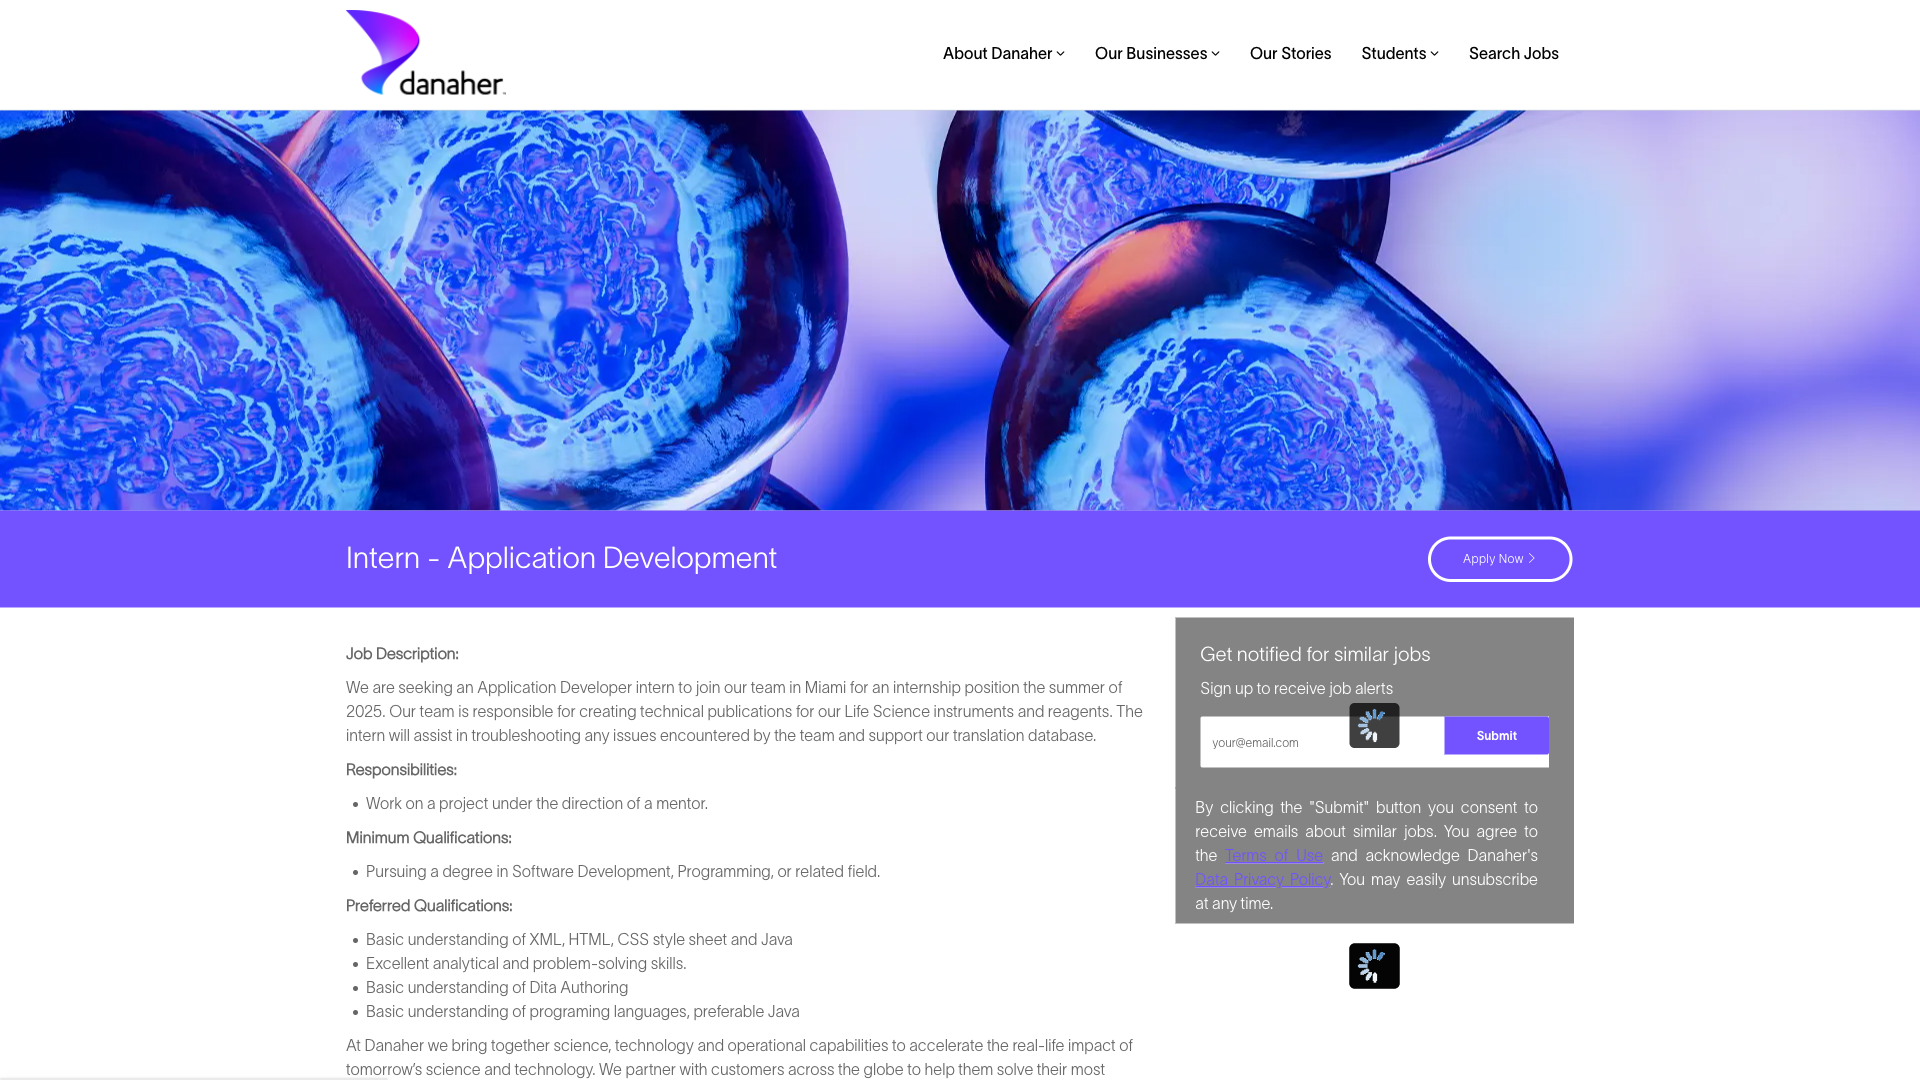 danaher
About Danaher
Our Businesses
Our Stories
Students
Search Jobs
Intern - Application Development
Apply Now
Job Description:
We are seeking an Application Developer intern to join our team in Miami for an internship position the summer of
2025. Our team is responsible for creating technical publications for our Life Science instruments and reagents. The
intern will assist in troubleshooting any issues encountered by the team and support our translation database.
Responsibilities:
Work on a project under the direction of a mentor.
Minimum Qualifications:
Pursuing a degree in Software Development, Programming, or related field.
Preferred Qualifications:
Basic understanding of XML, HTML, CSS style sheet and Java
Excellent analytical and problem-solving skills.
Basic understanding of Dita Authoring
Basic understanding of programing languages, preferable Java
At Danaher we bring together science, technology and operational capabilities to accelerate the real-life impact of
tomorrow's science and technology. We partner with customers across the globe to help them solve their most
Get notified for similar jobs
Sign up to receive job alerts
your@email.com
Submit
By clicking the "Submit" button you consent to
receive emails about similar jobs. You agree to
the Terms of Use and acknowledge Danaher's
Data Privacy Policy. You may easily unsubscribe
at any time.